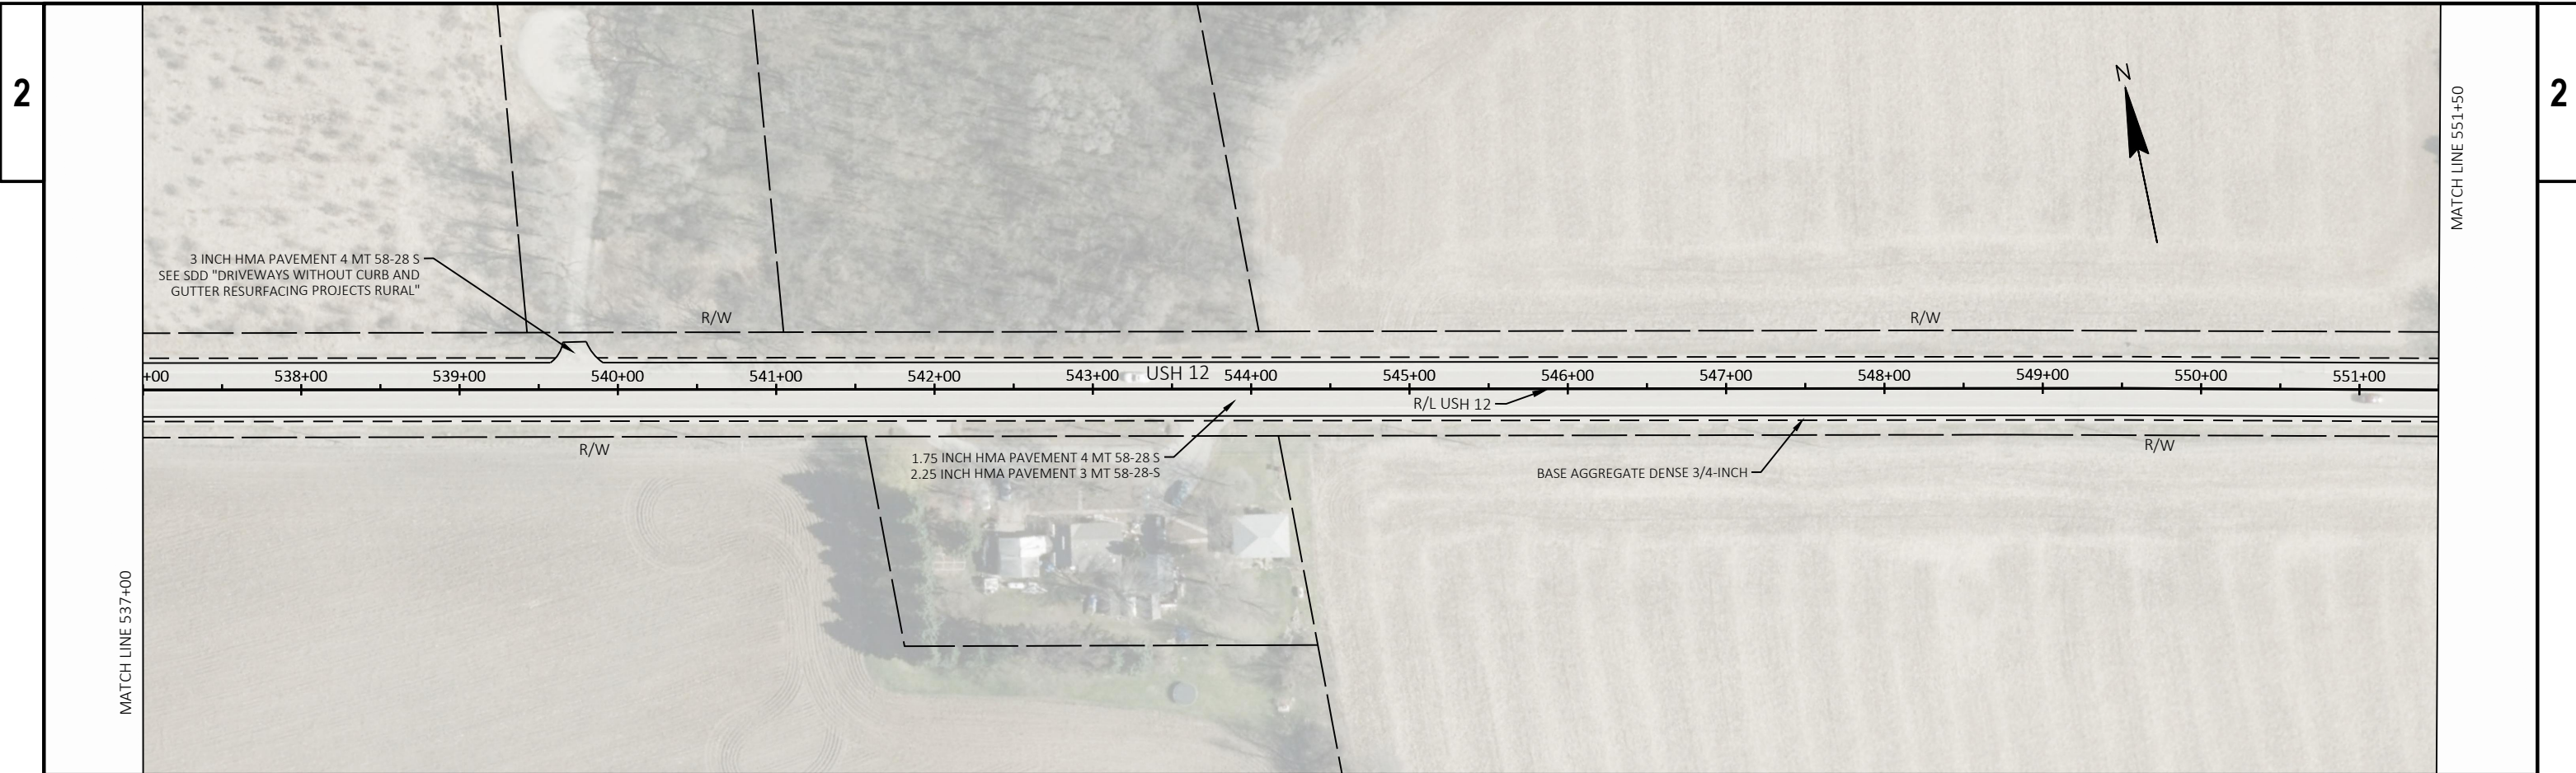 2
2
N
MATCH LINE 551+50
3 INCH HMA PAVEMENT 4 MT 58-28 S
SEE SDD "DRIVEWAYS WITHOUT CURB AND
GUTTER RESURFACING PROJECTS RURAL"
R/W
R/W
+00
538+00
539+00
540+00
541+00
542+00
543+00
USH 12
544+00
545+00
546+00
547+00
548+00
549+00
550+00
551+00
R/L USH 12
R/W
R/W
1.75 INCH HMA PAVEMENT 4 MT 58-28 S
2.25 INCH HMA PAVEMENT 3 MT 58-28-S
BASE AGGREGATE DENSE 3/4-INCH
MATCH LINE 537+00